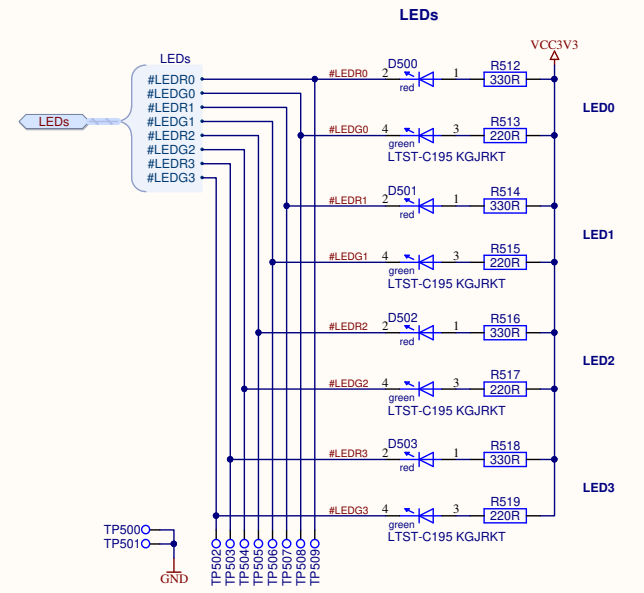 LEDs
VCC3V3
LEDs
LEDs
#LEDR0
#LEDG0
#LEDR1
#LEDG1
#LEDR2
#LEDG2
#LEDR3
#LEDG3
#LEDR0 2 D500 red 1 R512 330R
LED0
#LEDG0 4 green 3 R513 220R
LTST-C195 KGJRKT
#LEDR1 2 D501 red 1 R514 330R
LED1
#LEDG1 4 green 3 R515 220R
LTST-C195 KGJRKT
#LEDR2 2 D502 red 1 R516 330R
LED2
#LEDG2 4 green 3 R517 220R
LTST-C195 KGJRKT
#LEDR3 2 D503 red 1 R518 330R
LED3
#LEDG3 4 green 3 R519 220R
LTST-C195 KGJRKT
TP500
TP501
GND
TP502
TP503
TP504
TP505
TP506
TP507
TP508
TP509